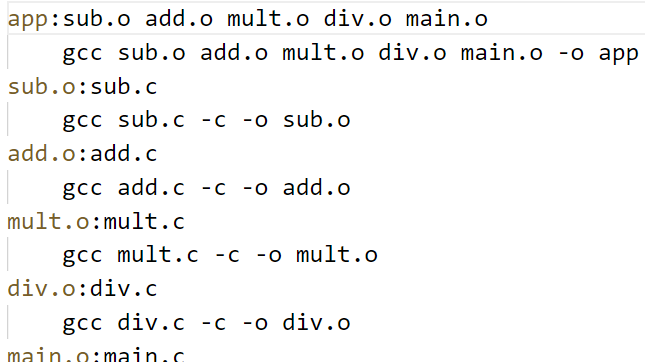 app:sub.o add.o mult.o div.o main.o
gcc sub.o add.o mult.o div.o main.o -o app
sub.o:sub.c
gcc sub.c -c -o sub.o
add.o:add.c
gcc add.c -c -o add.o
mult.o:mult.c
gcc mult.c -c -o mult.o
div.o:div.c
gcc div.c -c -o div.o
main.o:main.c